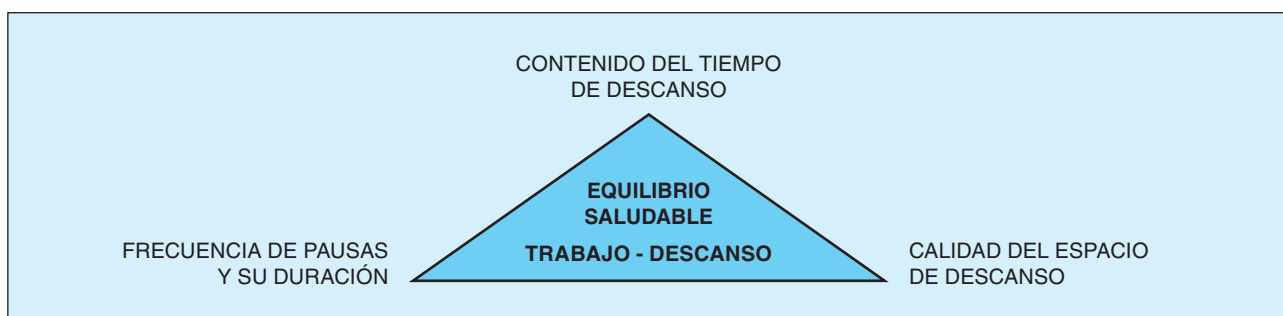 CONTENIDO DEL TIEMPO
DE DESCANSO
EQUILIBRIO
SALUDABLE
TRABAJO - DESCANSO
FRECUENCIA DE PAUSAS
Y SU DURACIÓN
CALIDAD DEL ESPACIO
DE DESCANSO